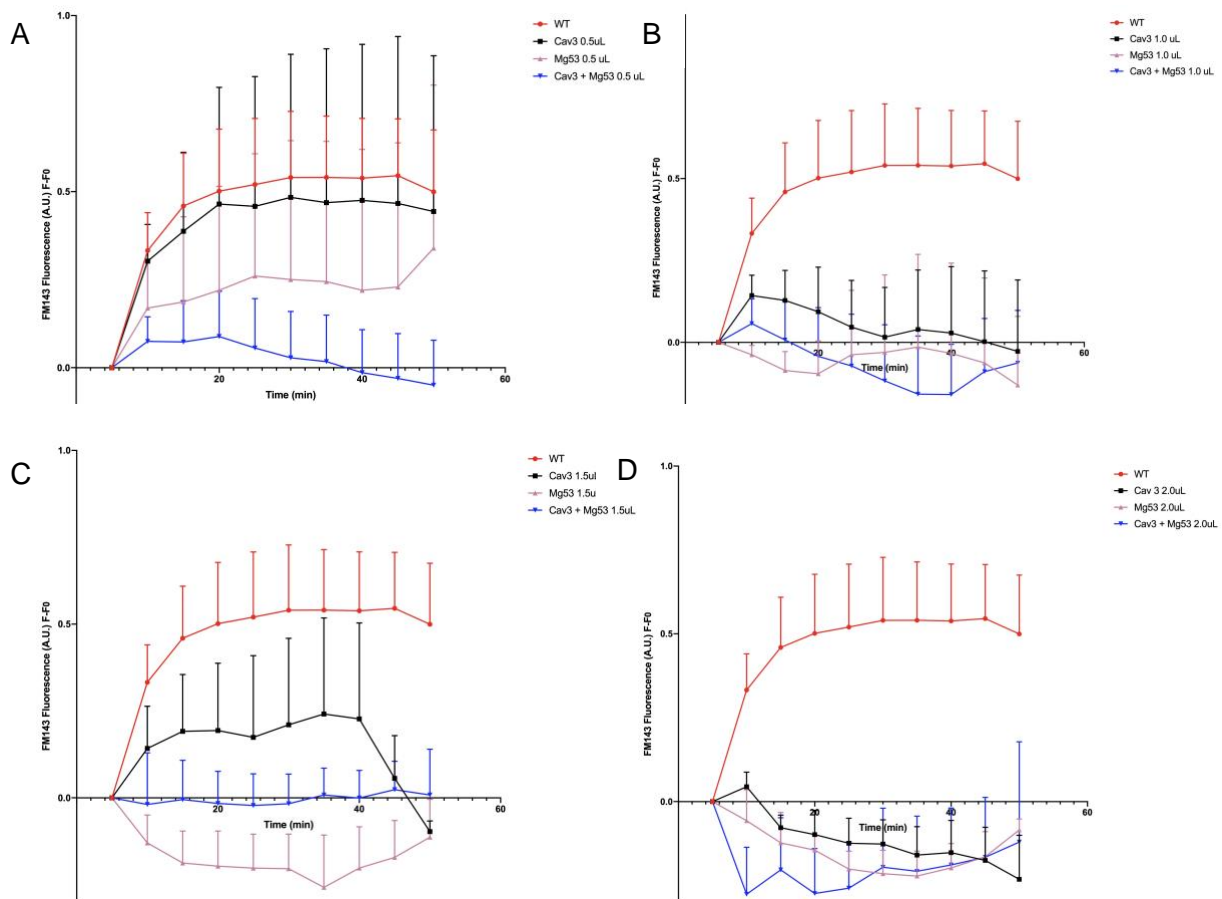 A
1.0
0.5
0.0
FM143 Fluorescence (A.U.) F-F0
20
40
60
Time (min)
WT
Cav3 0.5uL
Mg53 0.5 uL
Cav3 + Mg53 0.5 uL
B
1.0
0.5
0.0
FM143 Fluorescence (A.U.) F-F0
20
40
60
Time (min)
WT
Cav3 1.0 uL
Mg53 1.0 uL
Cav3 + Mg53 1.0 uL
C
1.0
0.5
0.0
FM143 Fluorescence (A.U.) F-F0
20
40
60
Time (min)
WT
Cav3 1.5ul
Mg53 1.5u
Cav3 + Mg53 1.5uL
D
1.0
0.5
0.0
FM143 Fluorescence (A.U.) F-F0
20
40
60
Time (min)
WT
Cav 3 2.0uL
Mg53 2.0uL
Cav3 + Mg53 2.0uL